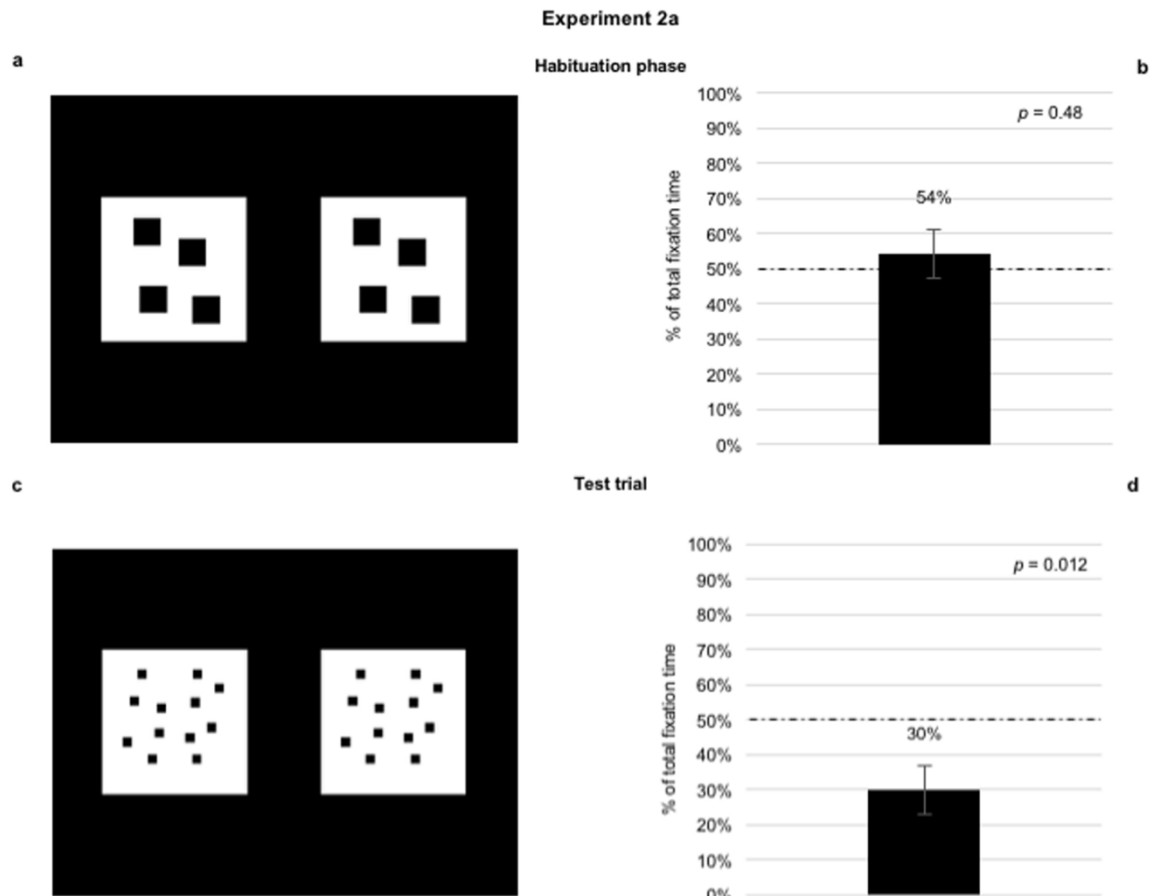 Experiment 2a
a
Habituation phase
b
100%
p = 0.48
90%
80%
70%
54%
60%
50%
40%
30%
20%
10%
0%
% of total fixation time
c
Test trial
d
100%
p = 0.012
90%
80%
70%
60%
50%
30%
40%
30%
20%
10%
0%
% of total fixation time